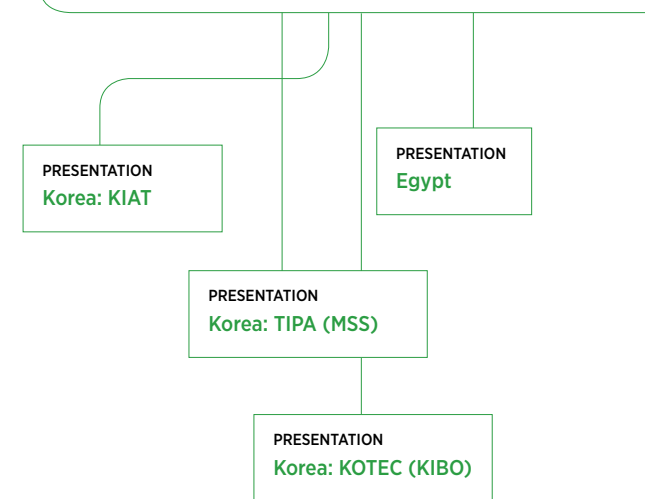 PRESENTATION
Korea: KIAT
PRESENTATION
Egypt
PRESENTATION
Korea: TIPA (MSS)
PRESENTATION
Korea: KOTEC (KIBO)